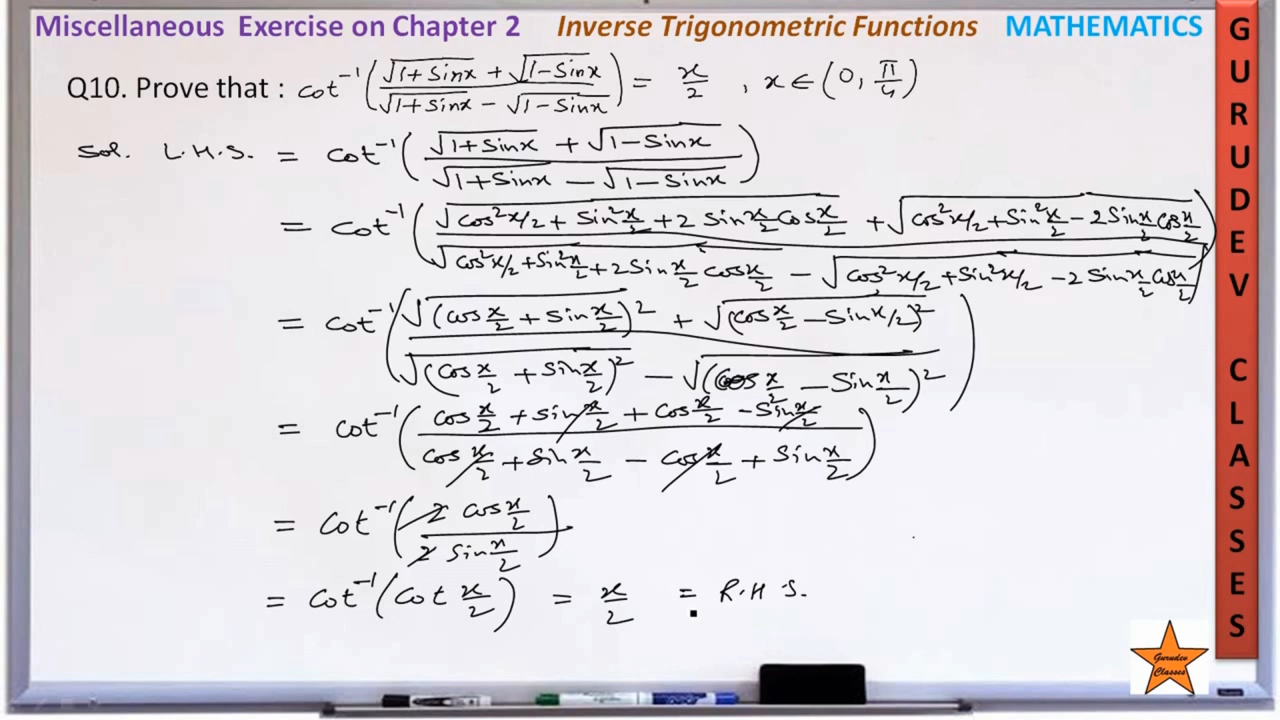 Miscellaneous Exercise on Chapter 2 Inverse Trigonometric Functions MATHEMATICS
Q10. Prove that : cot⁻¹((√(1+Sinx) + √(1-Sinx))/(√(1+Sinx) - √(1-Sinx))) = x/2 , x ∈ (0, π/4)
Sol. L.H.S. = cot⁻¹((√(1+Sinx) + √(1-Sinx))/(√(1+Sinx) - √(1-Sinx)))
= cot⁻¹((√(cos²x/2 + Sin²x/2 + 2 Sinx/2 Cosx/2) + √(cos²x/2 + Sin²x/2 - 2 Sinx/2 Cosx/2))/(√(cos²x/2 + Sin²x/2 + 2 Sinx/2 cosx/2) - √(cos²x/2 + Sin²x/2 - 2 Sinx/2 Cosx/2)))
= cot⁻¹((√(cosx/2 + sinx/2)² + √(cosx/2 - Sinx/2)²)/(√(cosx/2 + Sinx/2)² - √(cosx/2 - Sinx/2)²))
= cot⁻¹((cosx/2 + sinx/2 + cosx/2 - Sinx/2)/(cosx/2 + Sinx/2 - cosx/2 + Sinx/2))
= cot⁻¹((2 cosx/2)/(2 Sinx/2))
= cot⁻¹(cot x/2) = x/2 = R.H.S.
GURUDEV CLASSES
Gurudev
Classes